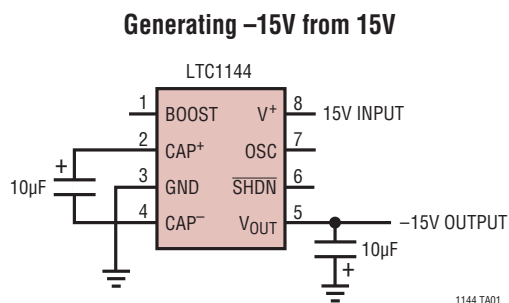 Generating –15V from 15V
LTC1144
1 BOOST V+ 8 15V INPUT
2 CAP+ OSC 7
+ 10µF
3 GND SHDN 6
4 CAP– VOUT 5 –15V OUTPUT
10µF
+
1144 TA01